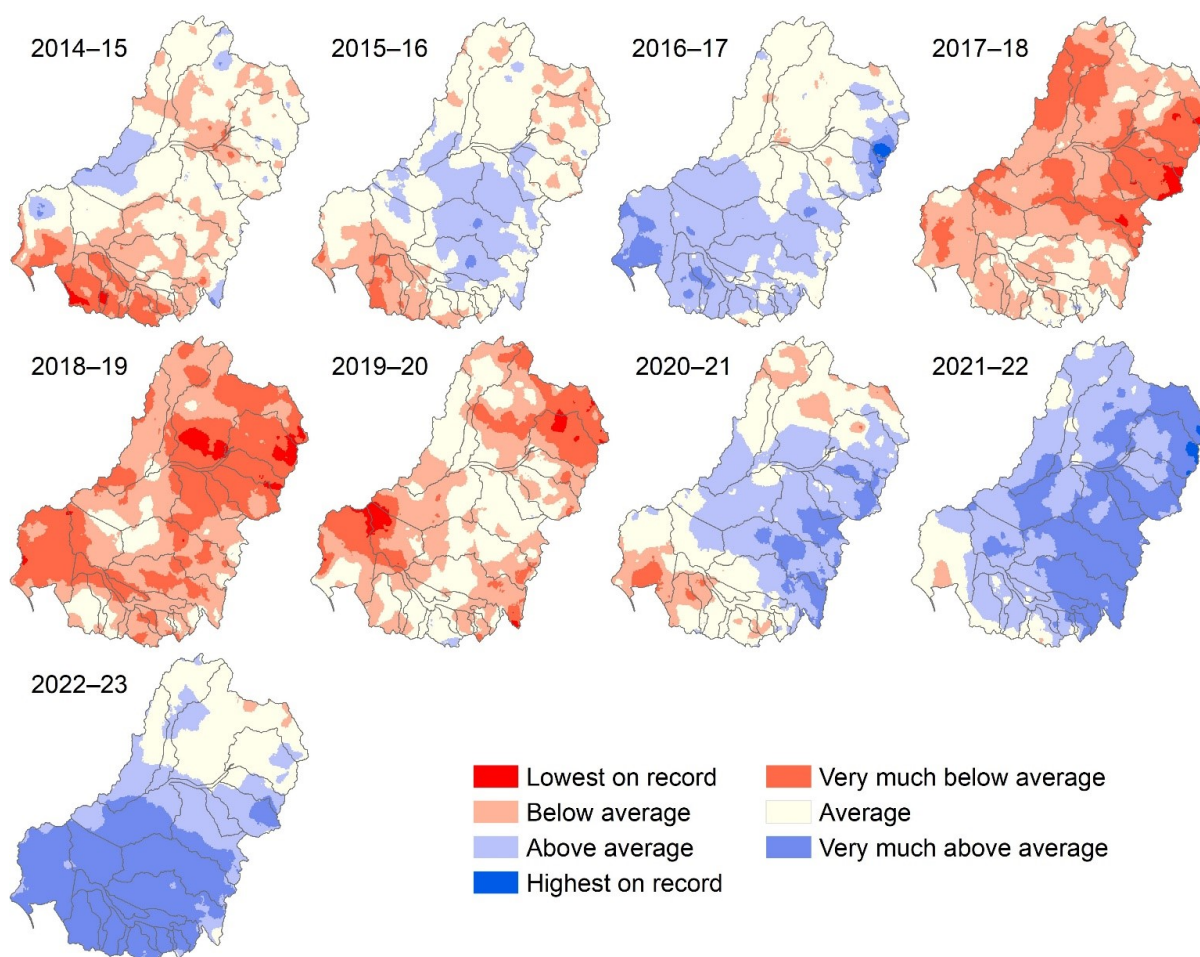 2014–15
2015–16
2016–17
2017–18
2018–19
2019–20
2020–21
2021–22
2022–23
Lowest on record
Very much below average
Below average
Average
Above average
Very much above average
Highest on record